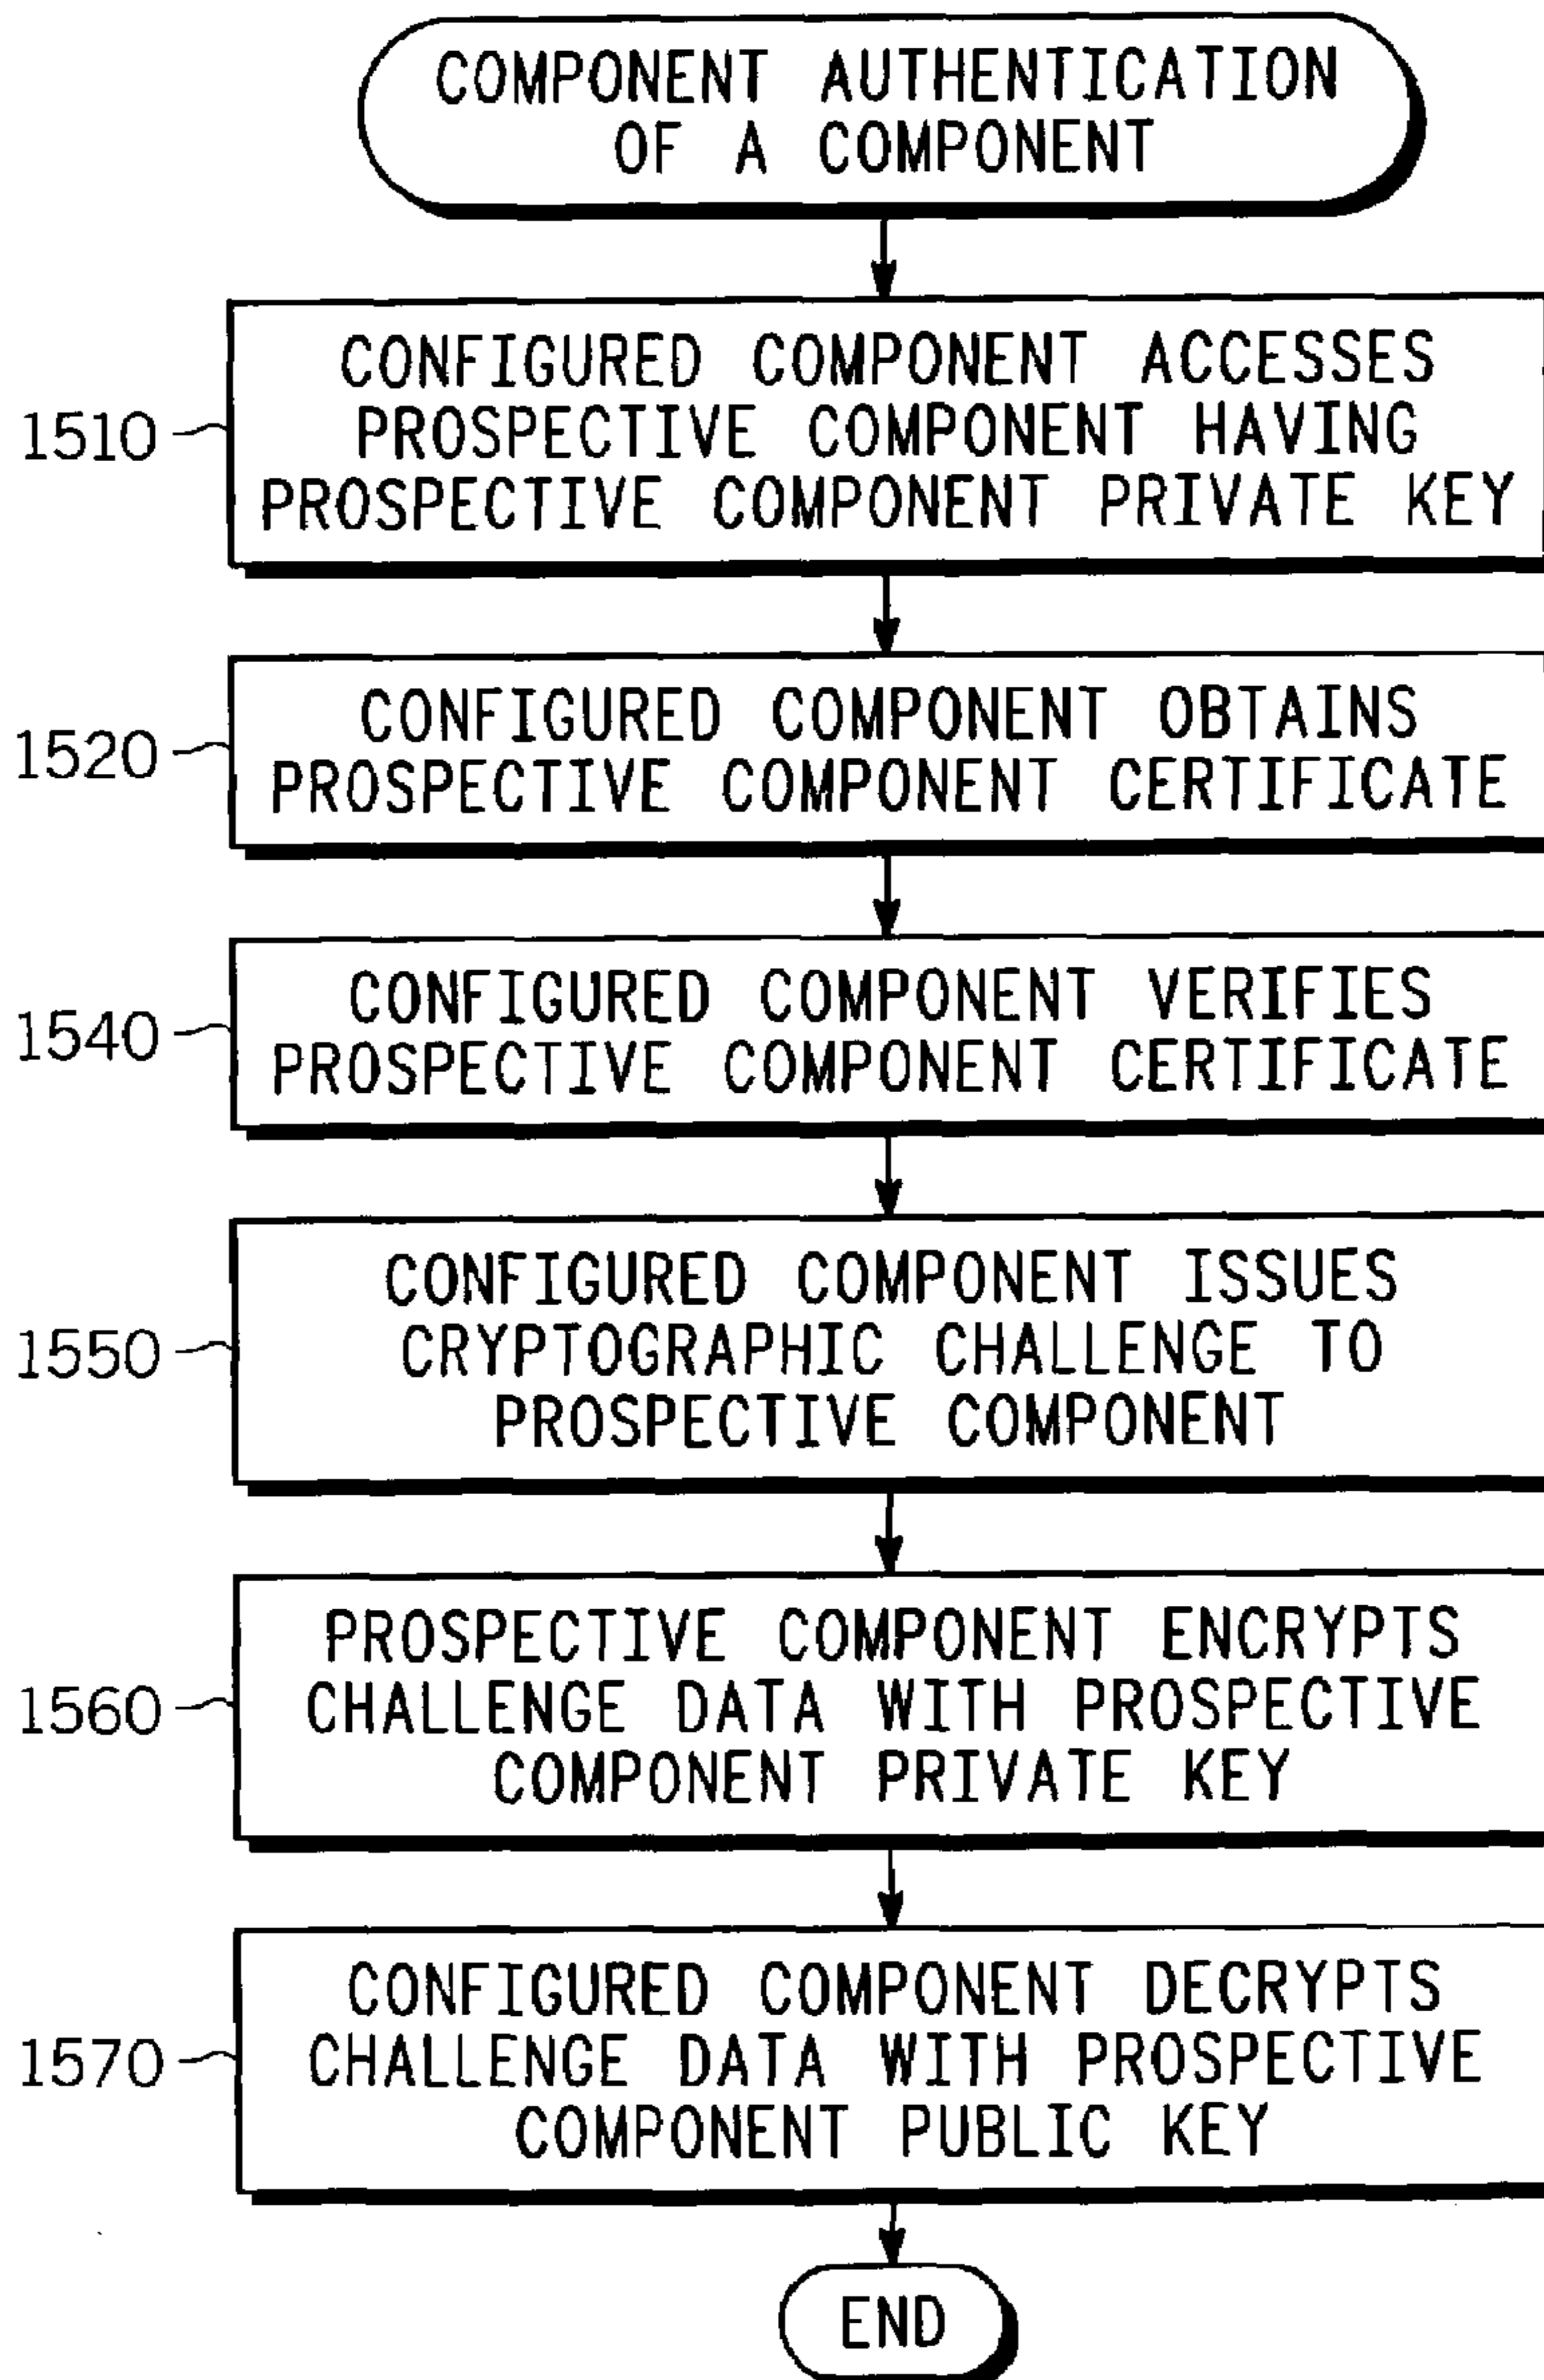 COMPONENT AUTHENTICATION
OF A COMPONENT
1510
CONFIGURED COMPONENT ACCESSES
PROSPECTIVE COMPONENT HAVING
PROSPECTIVE COMPONENT PRIVATE KEY
1520
CONFIGURED COMPONENT OBTAINS
PROSPECTIVE COMPONENT CERTIFICATE
1540
CONFIGURED COMPONENT VERIFIES
PROSPECTIVE COMPONENT CERTIFICATE
1550
CONFIGURED COMPONENT ISSUES
CRYPTOGRAPHIC CHALLENGE TO
PROSPECTIVE COMPONENT
1560
PROSPECTIVE COMPONENT ENCRYPTS
CHALLENGE DATA WITH PROSPECTIVE
COMPONENT PRIVATE KEY
1570
CONFIGURED COMPONENT DECRYPTS
CHALLENGE DATA WITH PROSPECTIVE
COMPONENT PUBLIC KEY
END